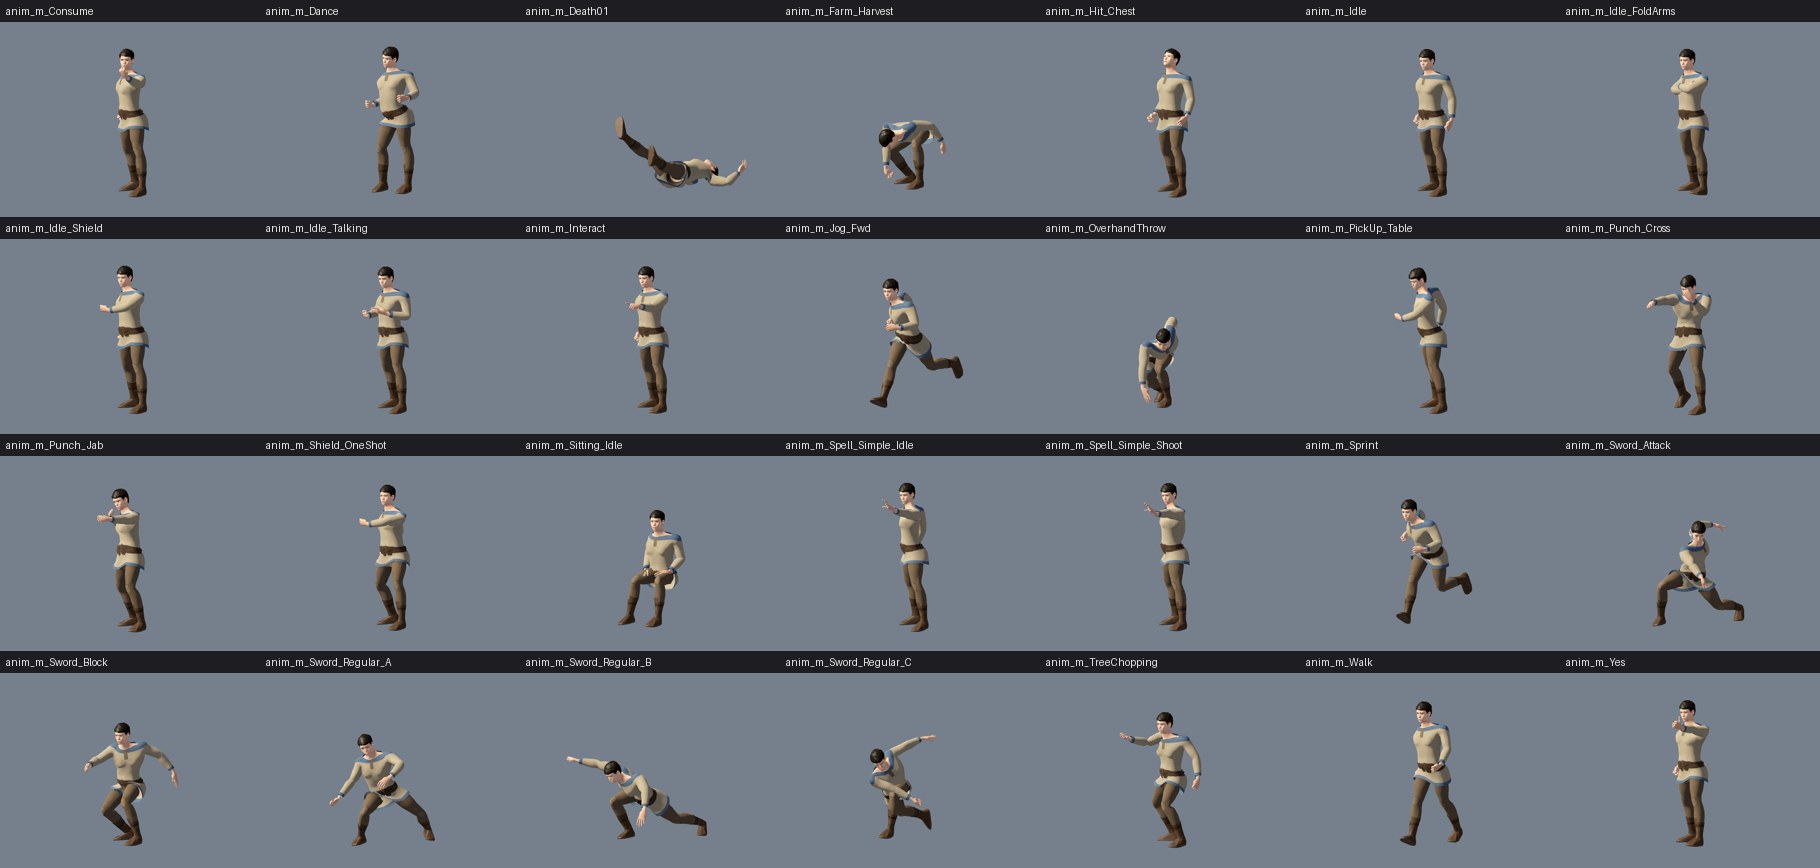 anim_m_Consume
anim_m_Dance
anim_m_Death01
anim_m_Farm_Harvest
anim_m_Hit_Chest
anim_m_Idle
anim_m_Idle_FoldArms
anim_m_Idle_Shield
anim_m_Idle_Talking
anim_m_Interact
anim_m_Jog_Fwd
anim_m_OverhandThrow
anim_m_PickUp_Table
anim_m_Punch_Cross
anim_m_Punch_Jab
anim_m_Shield_OneShot
anim_m_Sitting_Idle
anim_m_Spell_Simple_Idle
anim_m_Spell_Simple_Shoot
anim_m_Sprint
anim_m_Sword_Attack
anim_m_Sword_Block
anim_m_Sword_Regular_A
anim_m_Sword_Regular_B
anim_m_Sword_Regular_C
anim_m_TreeChopping
anim_m_Walk
anim_m_Yes